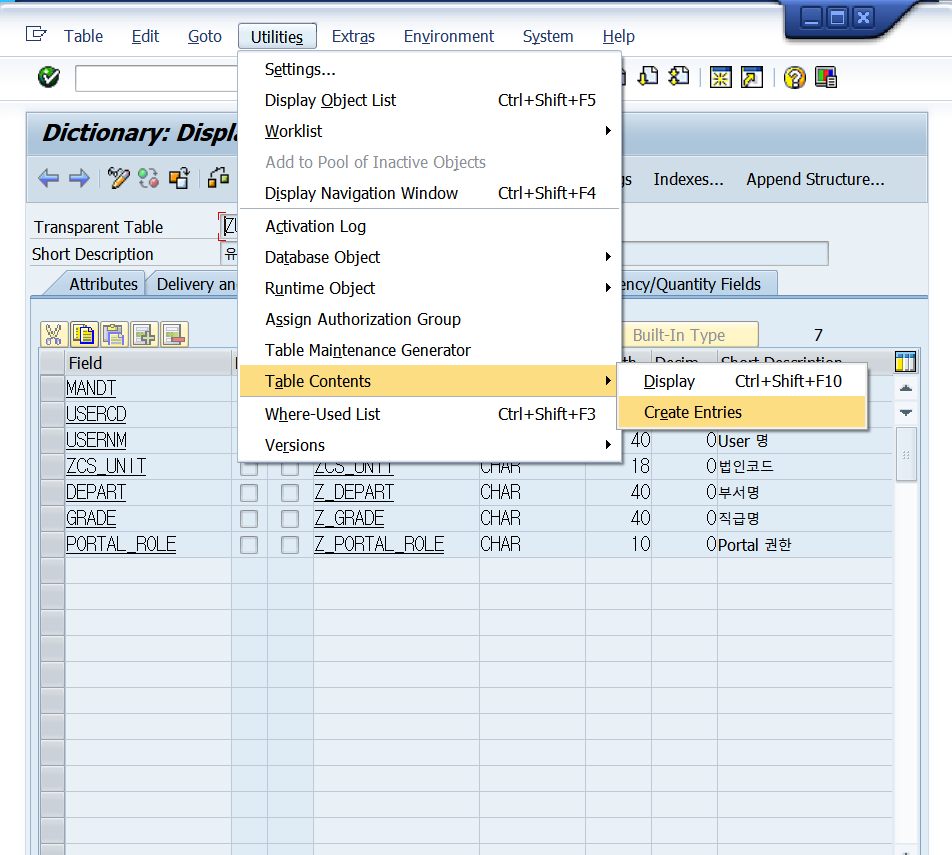 Table Edit Goto Utilities Extras Environment System Help
Settings...
Display Object List Ctrl+Shift+F5
Worklist
Add to Pool of Inactive Objects
Display Navigation Window Ctrl+Shift+F4
Activation Log
Database Object
Runtime Object
Assign Authorization Group
Table Maintenance Generator
Table Contents
Where-Used List Ctrl+Shift+F3
Versions
Display Ctrl+Shift+F10
Create Entries
Dictionary: Displa
Indexes... Append Structure...
Transparent Table
Short Description 유
Attributes Delivery an ency/Quantity Fields
Built-In Type 7
Field Short Description
MANDT
USERCD
USERNM 40 0 User 명
ZCS_UNIT ZCS_UNIT CHAR 18 0 법인코드
DEPART Z_DEPART CHAR 40 0 부서명
GRADE Z_GRADE CHAR 40 0 직급명
PORTAL_ROLE Z_PORTAL_ROLE CHAR 10 0 Portal 권한